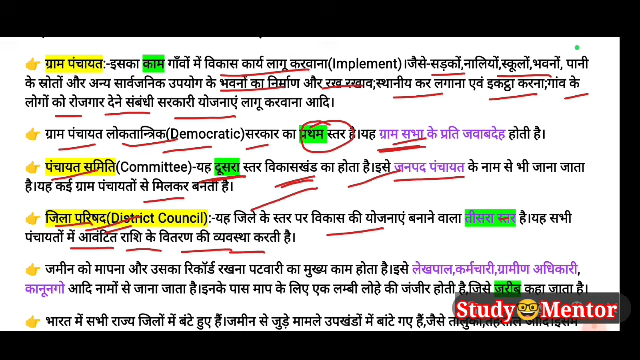 👉 ग्राम पंचायत:-इसका काम गाँवों में विकास कार्य लागू करवाना(Implement)।जैसे-सड़कों,नालियों,स्कूलों,भवनों, पानी
के स्रोतों और अन्य सार्वजनिक उपयोग के भवनों का निर्माण और रख रखाव;स्थानीय कर लगाना एवं इकट्ठा करना;गांव के
लोगों को रोजगार देने संबंधी सरकारी योजनाएं लागू करवाना आदि।
👉 ग्राम पंचायत लोकतान्त्रिक(Democratic)सरकार का प्रथम स्तर है।यह ग्राम सभा के प्रति जवाबदेह होती है।
👉 पंचायत समिति(Committee)-यह दूसरा स्तर विकासखंड का होता है।इसे जनपद पंचायत के नाम से भी जाना जाता
है।यह कई ग्राम पंचायतों से मिलकर बनता है।
👉 जिला परिषद(District Council):-यह जिले के स्तर पर विकास की योजनाएं बनाने वाला तीसरा स्तर है।यह सभी
पंचायतों में आवंटित राशि के वितरण की व्यवस्था करती है।
👉 जमीन को मापना और उसका रिकॉर्ड रखना पटवारी का मुख्य काम होता है।इसे लेखपाल,कर्मचारी,ग्रामीण अधिकारी,
कानूनगो आदि नामों से जाना जाता है।इनके पास माप के लिए एक लम्बी लोहे की जंजीर होती है,जिसे जरीब कहा जाता है।
👉 भारत में सभी राज्य जिलों में बंटे हुए हैं।जमीन से जुड़े मामले उपखंडों में बांटे गए हैं,जैसे तालुका,
Study🤓Mentor